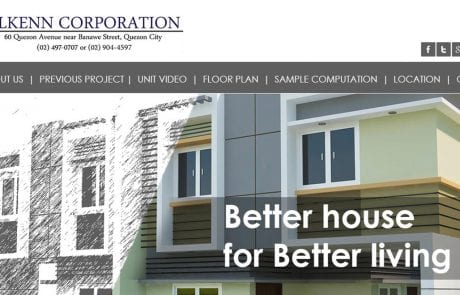 LKENN CORPORATION
60 Quezon Avenue near Banawe Street, Quezon City
(02) 497-0707 or (02) 904-4597
f t g
UT US | PREVIOUS PROJECT | UNIT VIDEO | FLOOR PLAN | SAMPLE COMPUTATION | LOCATION |
Better house
for Better living